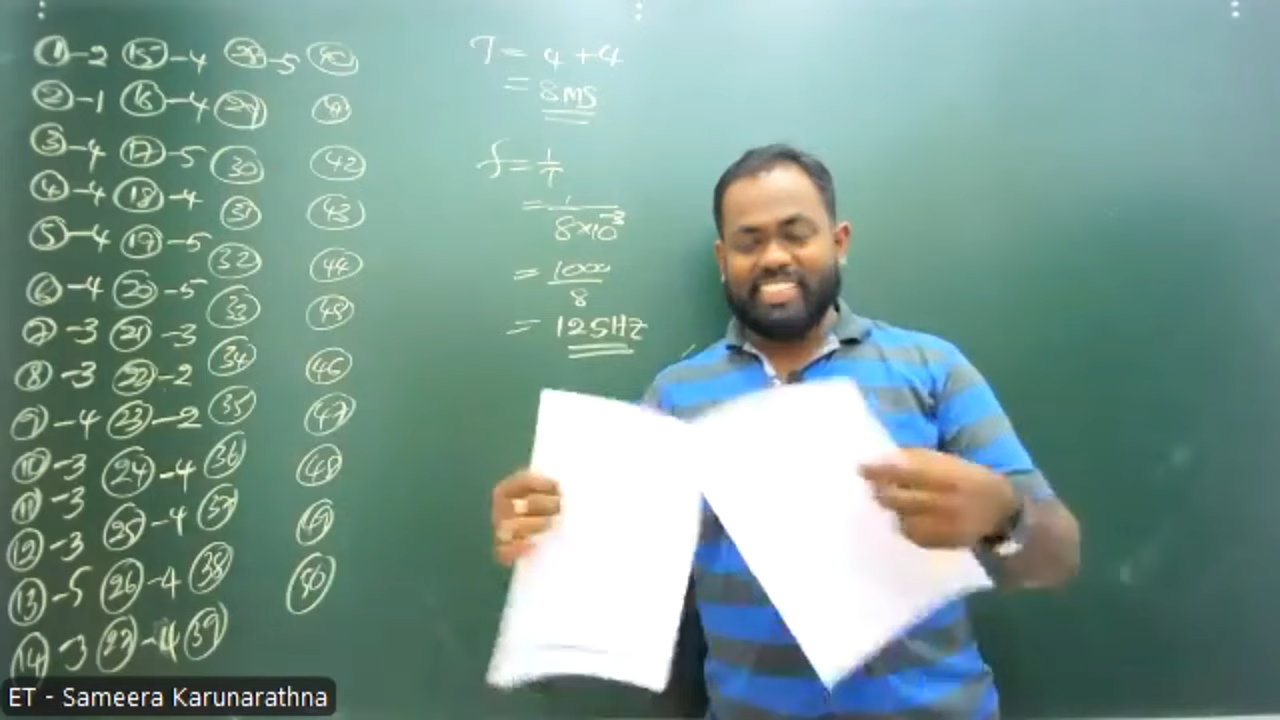 ①-2 ⑮-4 ㉘-5 ㊵
②-1 ⑯-4 ㉙ ㊶
③-4 ⑰-5 ㉚ ㊷
④-4 ⑱-4 ㉛ ㊸
⑤-4 ⑲-5 ㉜ ㊹
⑥-4 ⑳-5 ㉝ ㊺
⑦-3 ㉑-3 ㉞ ㊻
⑧-3 ㉒-2 ㉟ ㊼
⑨-4 ㉓-2 ㊱ ㊽
⑩-3 ㉔-4 ㊲ ㊾
⑪-3 ㉕-4 ㊳ ㊿
⑫-3 ㉖-4 ㊴
⑬-5 ㉗-4
⑭-3
T = 4 + 4
= 8ms
f = 1/T
= 1/8×10⁻³
= 1000/8
= 125Hz
ET - Sameera Karunarathna